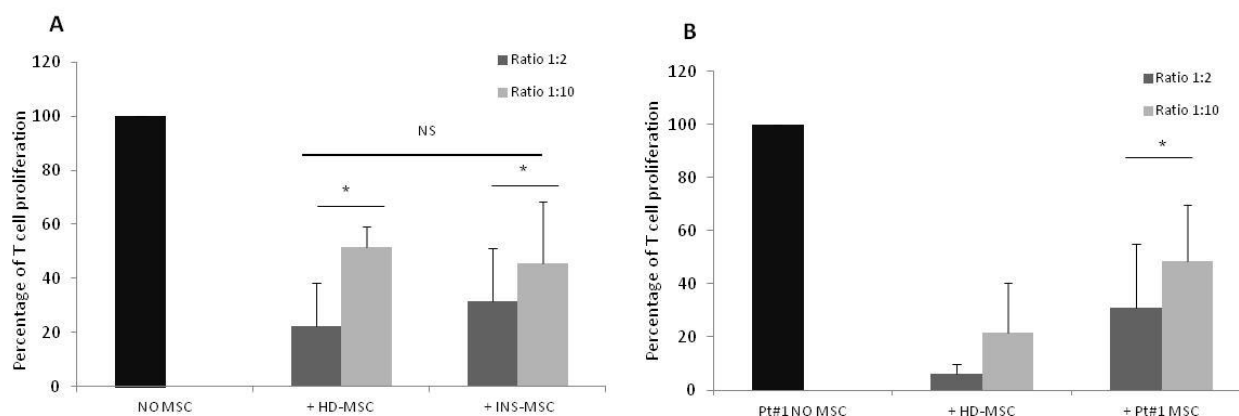 A
Percentage of T cell proliferation
120
100
80
60
40
20
0
Ratio 1:2
Ratio 1:10
NS
*
*
NO MSC
+ HD-MSC
+ INS-MSC
B
Percentage of T cell proliferation
120
100
80
60
40
20
0
Ratio 1:2
Ratio 1:10
*
Pt#1 NO MSC
+ HD-MSC
+ Pt#1 MSC